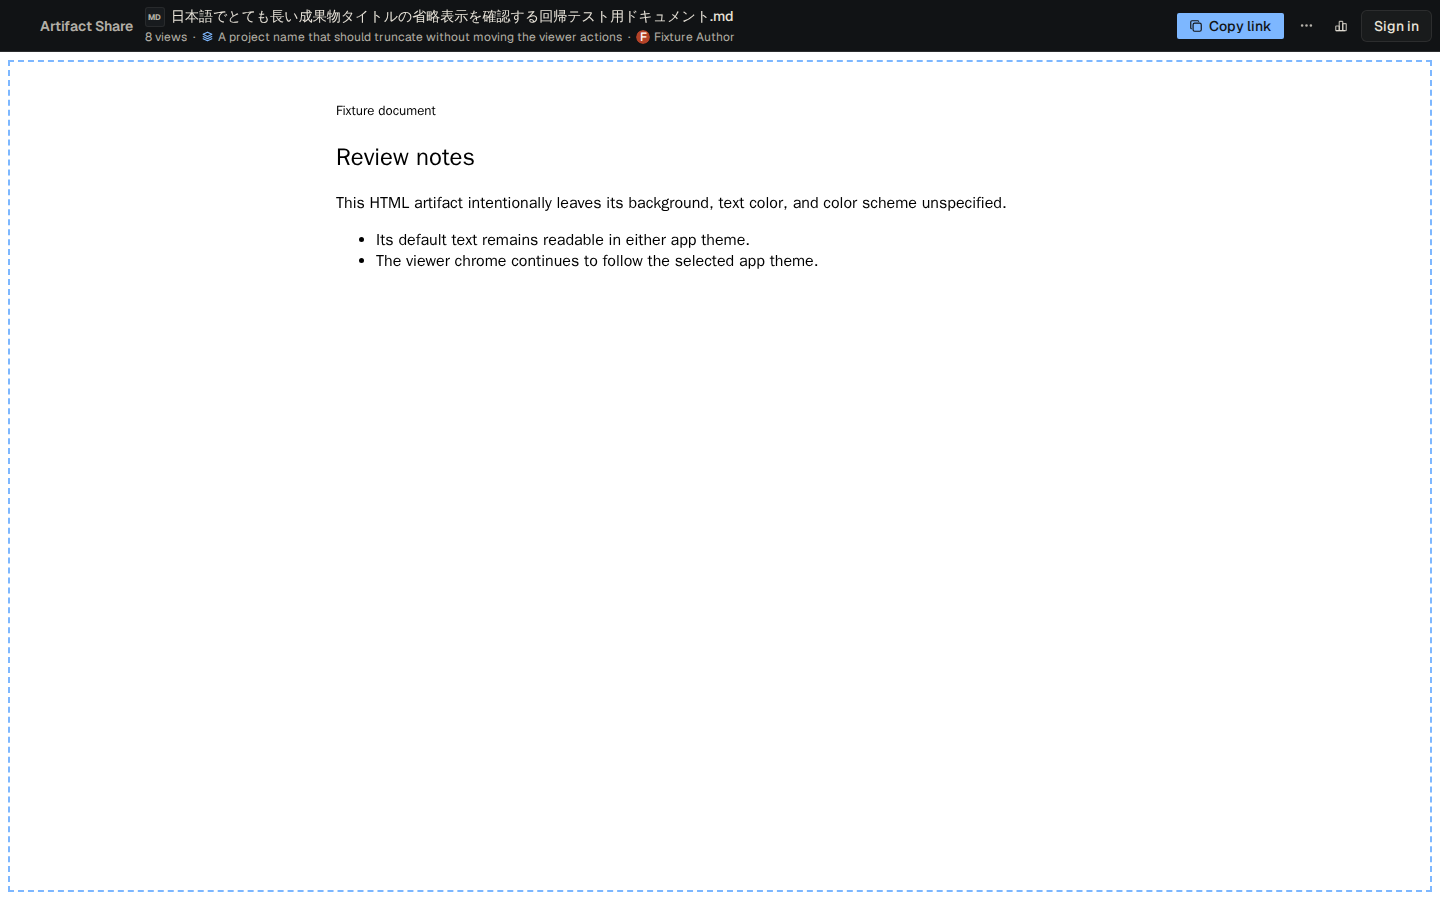 Artifact Share
MD 日本語でとても長い成果物タイトルの省略表示を確認する回帰テスト用ドキュメント.md
8 views · A project name that should truncate without moving the viewer actions · F Fixture Author
Copy link
Sign in
Fixture document
Review notes
This HTML artifact intentionally leaves its background, text color, and color scheme unspecified.
• Its default text remains readable in either app theme.
• The viewer chrome continues to follow the selected app theme.